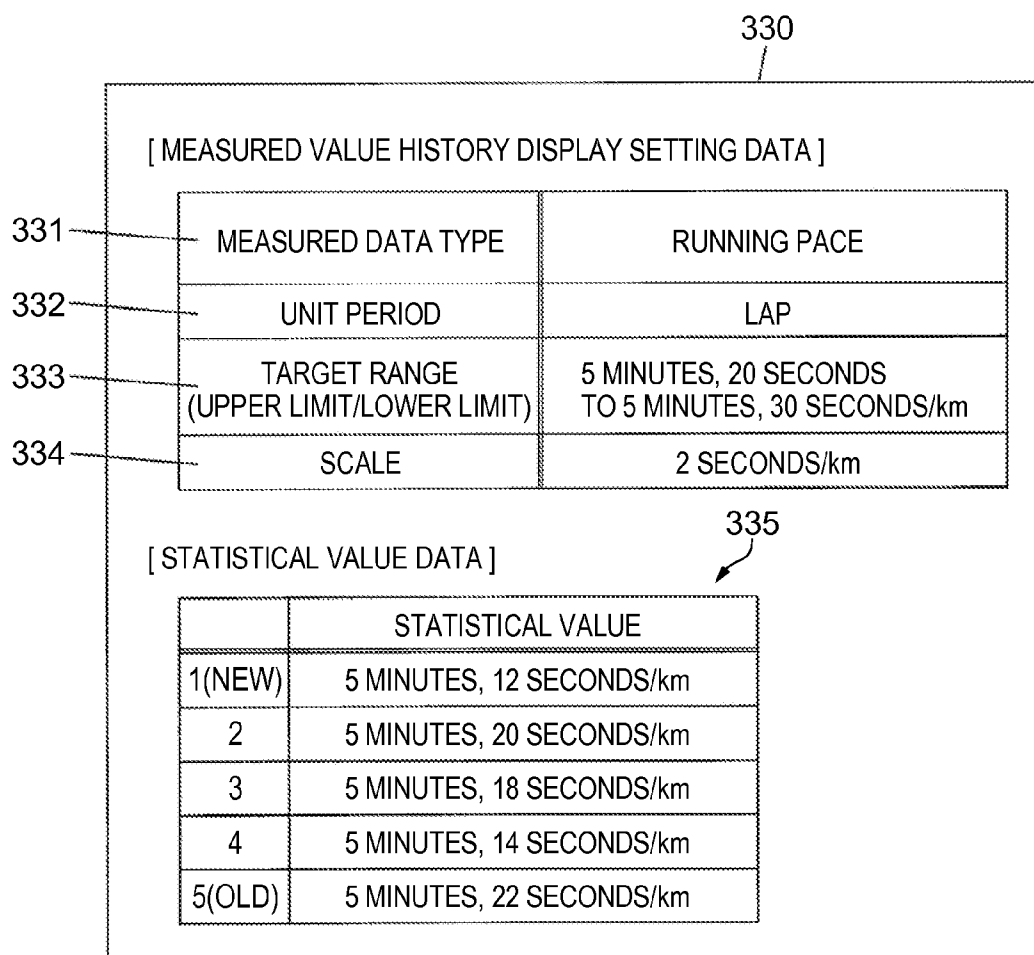 330
[ MEASURED VALUE HISTORY DISPLAY SETTING DATA ]
331 MEASURED DATA TYPE RUNNING PACE
332 UNIT PERIOD LAP
333 TARGET RANGE 5 MINUTES, 20 SECONDS
(UPPER LIMIT/LOWER LIMIT) TO 5 MINUTES, 30 SECONDS/km
334 SCALE 2 SECONDS/km
335
[ STATISTICAL VALUE DATA ]
STATISTICAL VALUE
1(NEW) 5 MINUTES, 12 SECONDS/km
2 5 MINUTES, 20 SECONDS/km
3 5 MINUTES, 18 SECONDS/km
4 5 MINUTES, 14 SECONDS/km
5(OLD) 5 MINUTES, 22 SECONDS/km